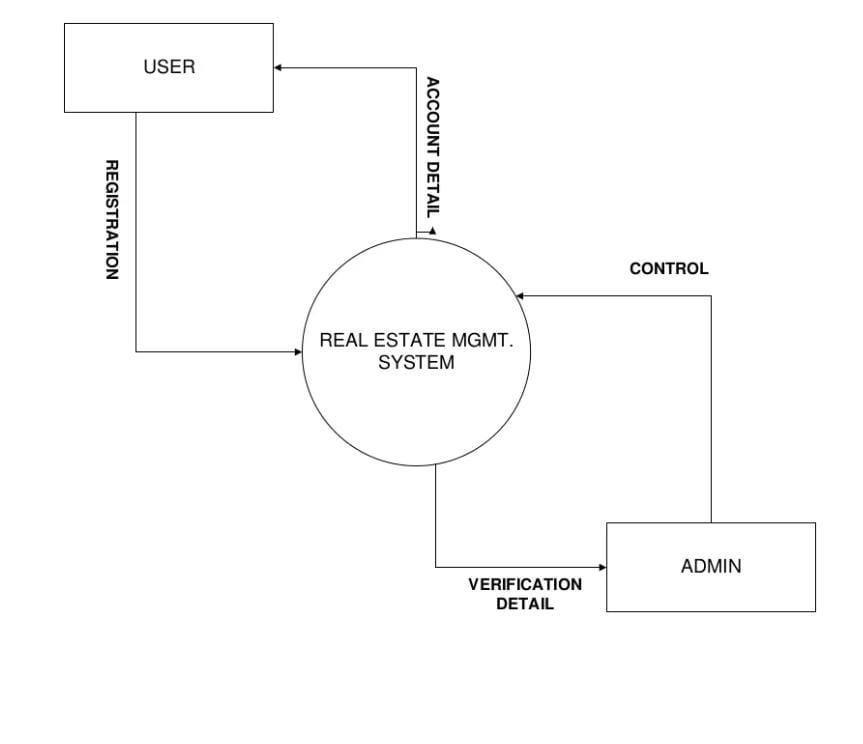 USER
ACCOUNT DETAIL
REGISTRATION
CONTROL
REAL ESTATE MGMT.
SYSTEM
ADMIN
VERIFICATION
DETAIL